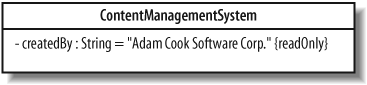 ContentManagementSystem
- createdBy : String = "Adam Cook Software Corp." {readOnly}